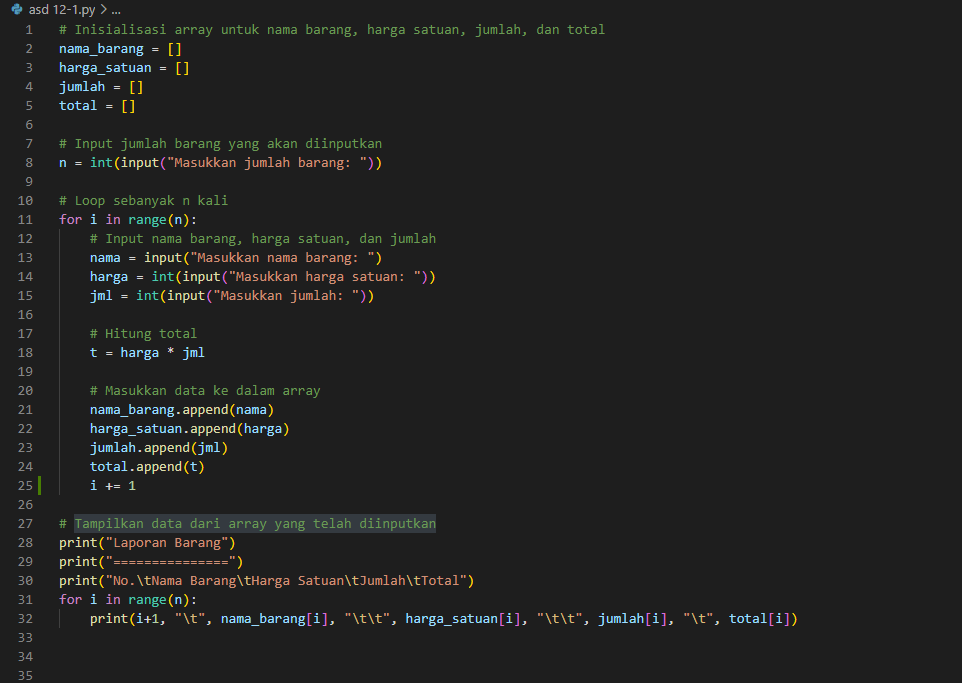 asd 12-1.py > ...
1 # Inisialisasi array untuk nama barang, harga satuan, jumlah, dan total
2 nama_barang = []
3 harga_satuan = []
4 jumlah = []
5 total = []
6
7 # Input jumlah barang yang akan diinputkan
8 n = int(input("Masukkan jumlah barang: "))
9
10 # Loop sebanyak n kali
11 for i in range(n):
12     # Input nama barang, harga satuan, dan jumlah
13     nama = input("Masukkan nama barang: ")
14     harga = int(input("Masukkan harga satuan: "))
15     jml = int(input("Masukkan jumlah: "))
16
17     # Hitung total
18     t = harga * jml
19
20     # Masukkan data ke dalam array
21     nama_barang.append(nama)
22     harga_satuan.append(harga)
23     jumlah.append(jml)
24     total.append(t)
25     i += 1
26
27 # Tampilkan data dari array yang telah diinputkan
28 print("Laporan Barang")
29 print("===============")
30 print("No.\tNama Barang\tHarga Satuan\tJumlah\tTotal")
31 for i in range(n):
32     print(i+1, "\t", nama_barang[i], "\t\t", harga_satuan[i], "\t\t", jumlah[i], "\t", total[i])
33
34
35